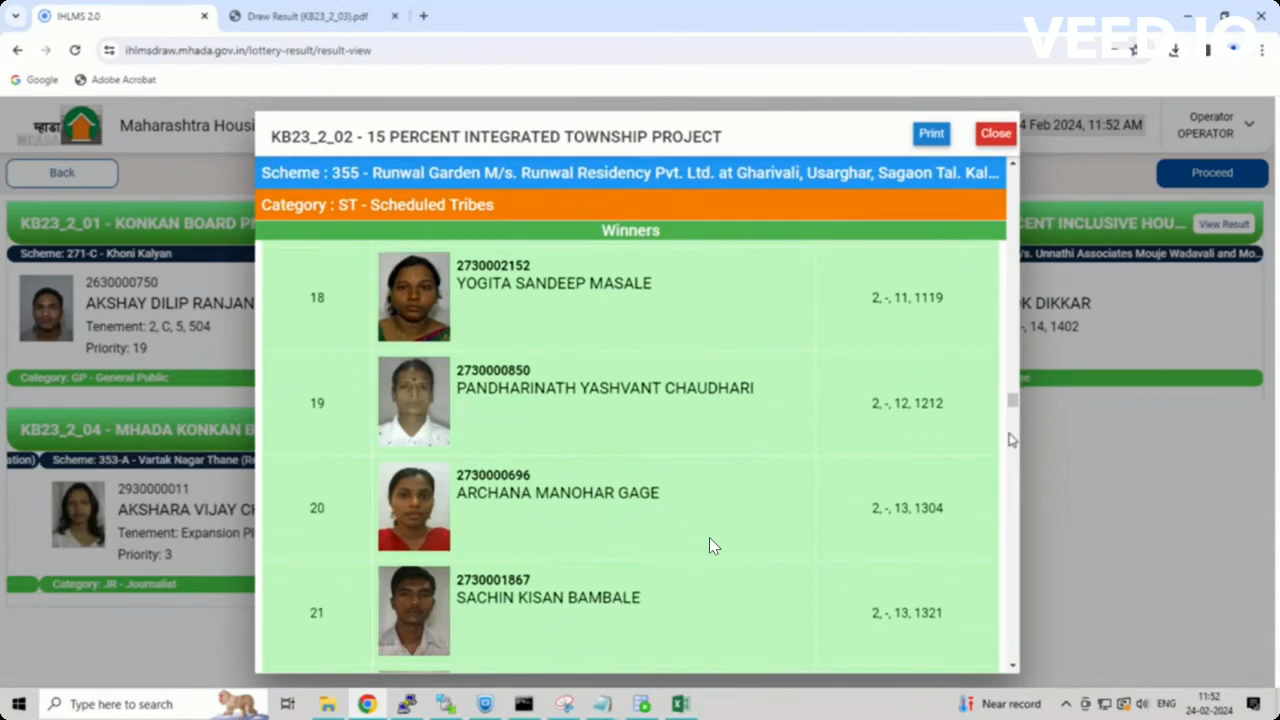 IHLMS 2.0
Draw Result (KB23_2_03).pdf
VEED.IO
ihlmsdraw.mhada.gov.in/lottery-result/result-view
Google
Adobe Acrobat
म्हाडा
MHADA
Maharashtra Housi
4 Feb 2024, 11:52 AM
Operator
OPERATOR
Back
Proceed
KB23_2_02 - 15 PERCENT INTEGRATED TOWNSHIP PROJECT
Print
Close
Scheme : 355 - Runwal Garden M/s. Runwal Residency Pvt. Ltd. at Gharivali, Usarghar, Sagaon Tal. Kal...
Category : ST - Scheduled Tribes
Winners
18
2730002152
YOGITA SANDEEP MASALE
2, -, 11, 1119
19
2730000850
PANDHARINATH YASHVANT CHAUDHARI
2, -, 12, 1212
20
2730000696
ARCHANA MANOHAR GAGE
2, -, 13, 1304
21
2730001867
SACHIN KISAN BAMBALE
2, -, 13, 1321
KB23_2_01 - KONKAN BOARD P
Scheme: 271-C - Khoni Kalyan
2630000750
AKSHAY DILIP RANJAN
Tenement: 2, C, 5, 504
Priority: 19
Category: GP - General Public
CENT INCLUSIVE HOU...
View Result
/s. Unnathi Associates Mouje Wadavali and Mo...
OK DIKKAR
-, 14, 1402
ee
KB23_2_04 - MHADA KONKAN B
ation)
Scheme: 353-A - Vartak Nagar Thane (Re
2930000011
AKSHARA VIJAY CH
Tenement: Expansion Pl
Priority: 3
Category: JR - Journalist
Type here to search
Near record
ENG
11:52
24-02-2024